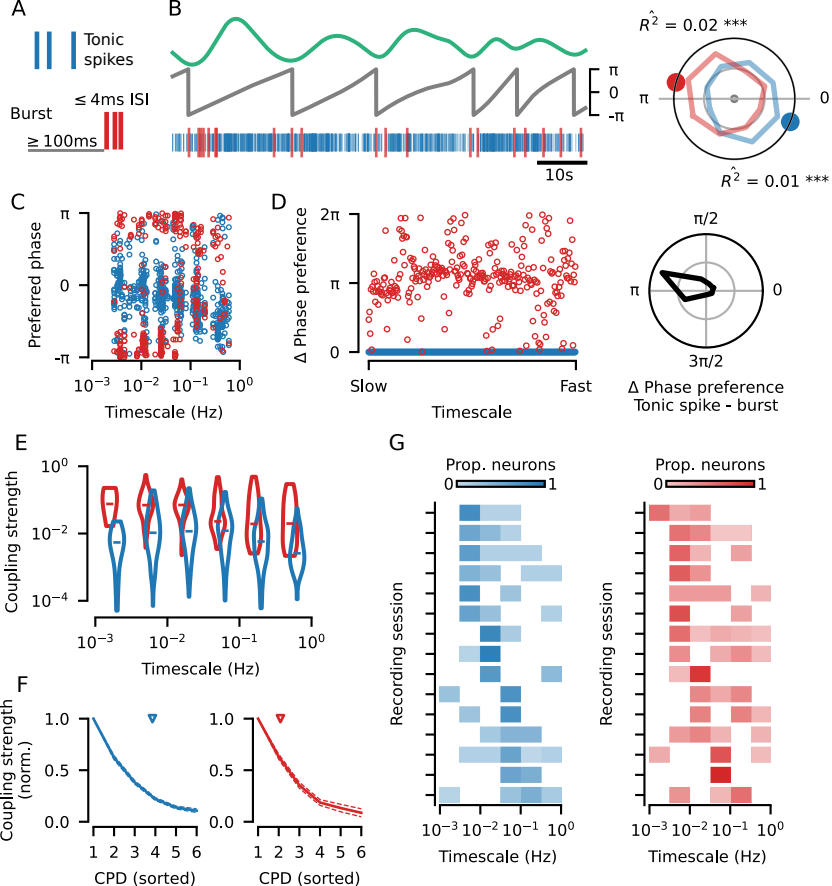 A
Tonic
spikes
≤ 4ms ISI
Burst
≥ 100ms
B
π
0
-π
10s
R̂² = 0.02 ***
π
0
R̂² = 0.01 ***
C
Preferred phase
π
0
-π
10⁻³ 10⁻² 10⁻¹ 10⁰
Timescale (Hz)
D
Δ Phase preference
2π
π
0
Slow
Fast
Timescale
π/2
π
0
3π/2
Δ Phase preference
Tonic spike - burst
E
Coupling strength
10⁰
10⁻²
10⁻⁴
10⁻³ 10⁻² 10⁻¹ 10⁰
Timescale (Hz)
F
Coupling strength
(norm.)
1.0
0.5
0.0
1 2 3 4 5 6
CPD (sorted)
1.0
0.5
0.0
1 2 3 4 5 6
CPD (sorted)
G
Prop. neurons
0 1
Recording session
10⁻³ 10⁻² 10⁻¹ 10⁰
Timescale (Hz)
Prop. neurons
0 1
Recording session
10⁻³ 10⁻² 10⁻¹ 10⁰
Timescale (Hz)